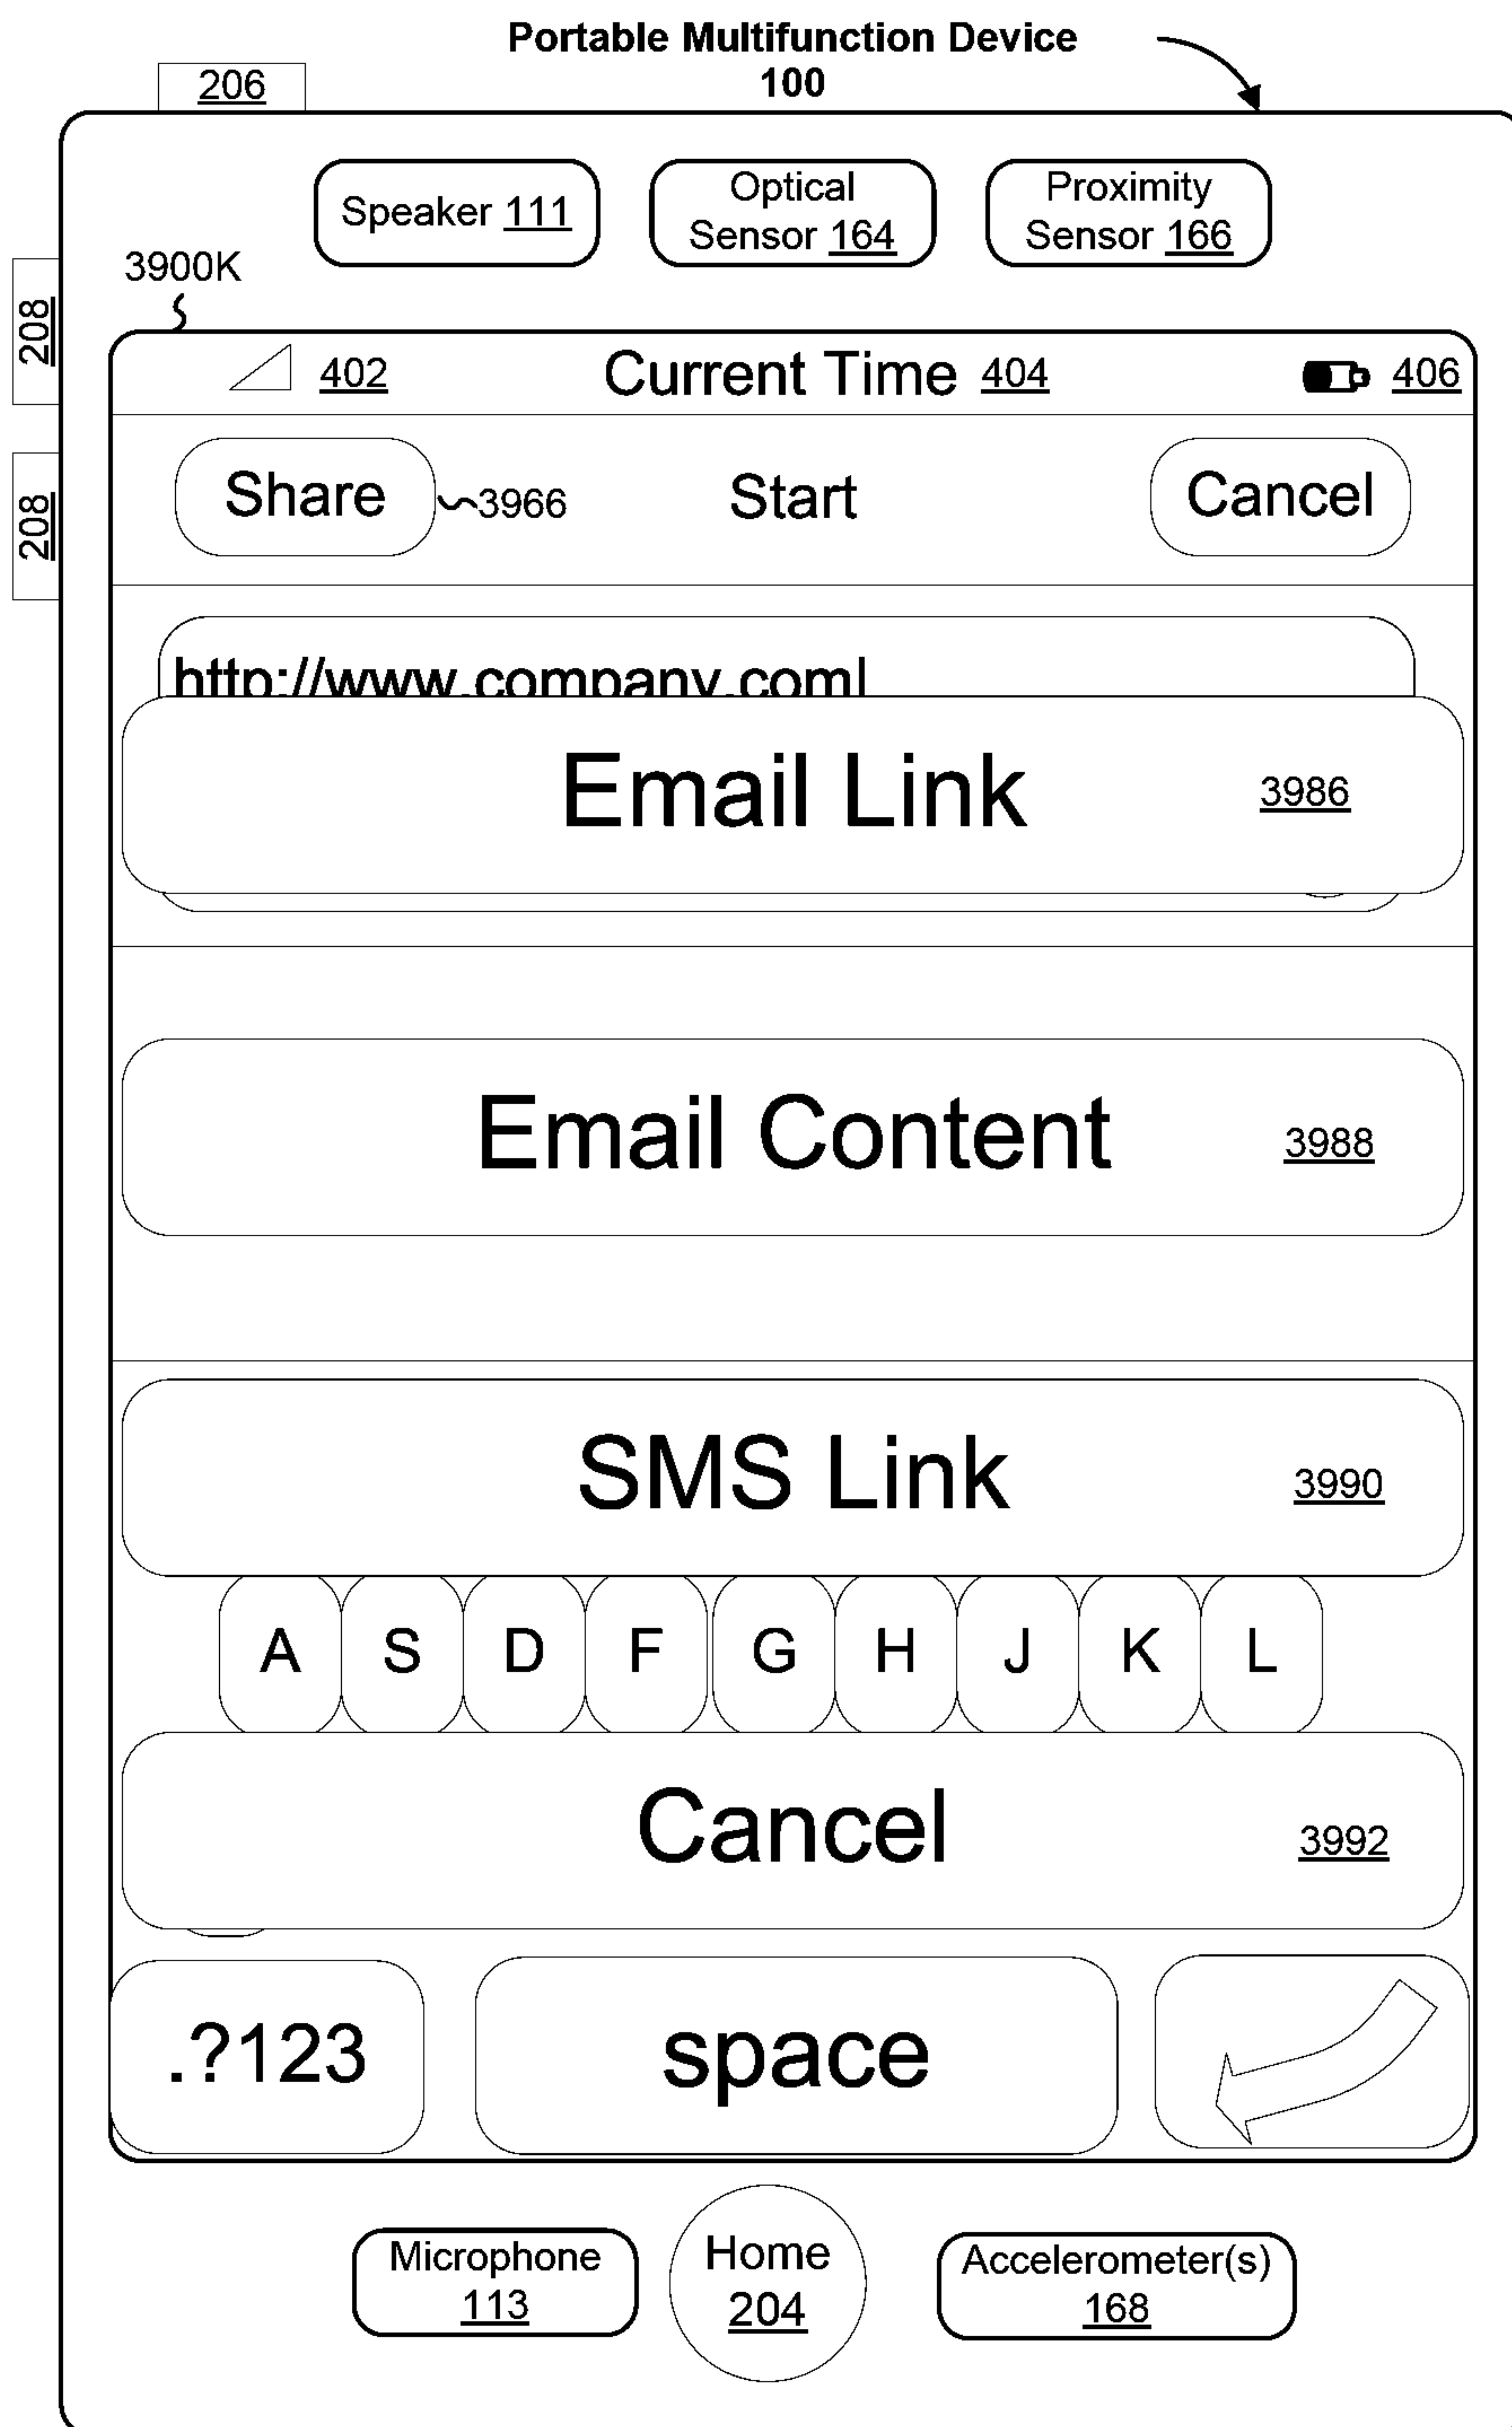 Portable Multifunction Device
100
206
Speaker 111
Optical
Sensor 164
Proximity
Sensor 166
3900K
208
208
402
Current Time 404
406
Share
3966
Start
Cancel
http://www.company.com
Email Link
3986
Email Content
3988
SMS Link
3990
A S D F G H J K L
Cancel
3992
.?123
space
Microphone
113
Home
204
Accelerometer(s)
168